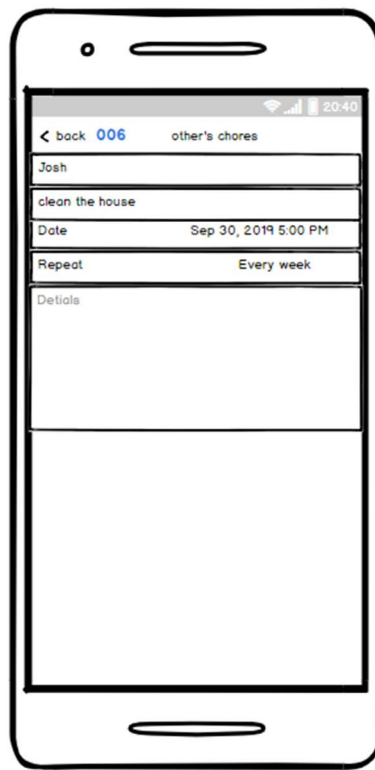 20:40
back 006 other's chores
Josh
clean the house
Date Sep 30, 2019 5:00 PM
Repeat Every week
Detials